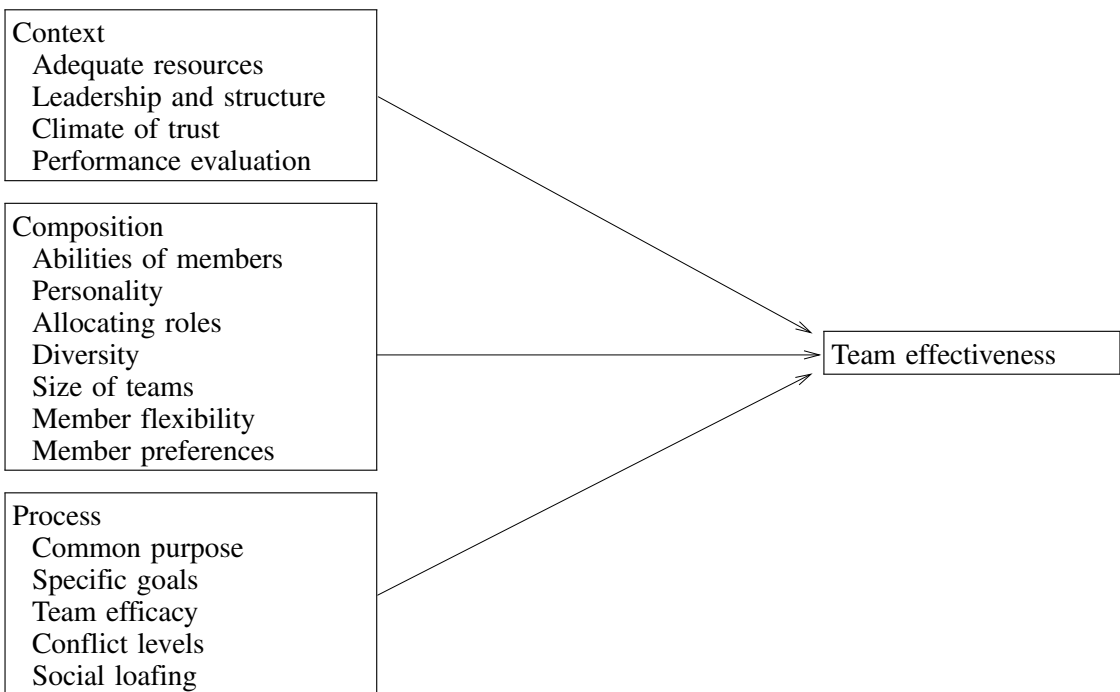 Context
Adequate resources
Leadership and structure
Climate of trust
Performance evaluation
Composition
Abilities of members
Personality
Allocating roles
Diversity
Size of teams
Member flexibility
Member preferences
Team effectiveness
Process
Common purpose
Specific goals
Team efficacy
Conflict levels
Social loafing